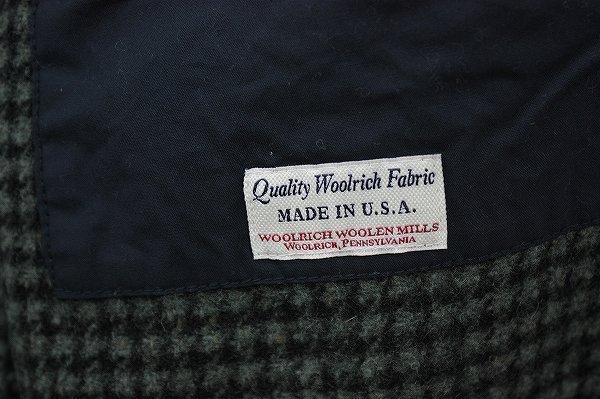 Quality Woolrich Fabric
MADE IN U.S.A.
WOOLRICH WOOLEN MILLS
WOOLRICH, PENNSYLVANIA